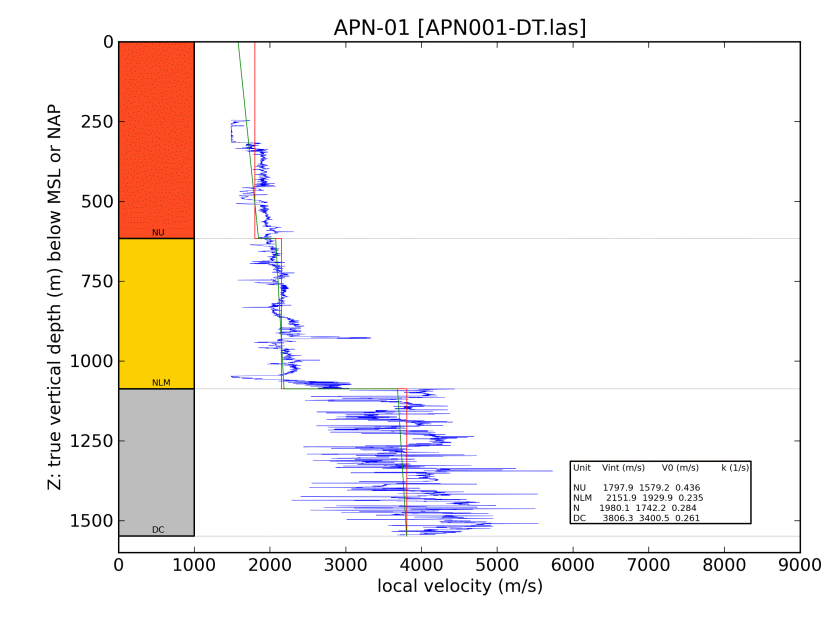 APN-01 [APN001-DT.las]
Z: true vertical depth (m) below MSL or NAP
0
250
500
750
1000
1250
1500
NU
NLM
DC
Unit Vint (m/s) V0 (m/s) k (1/s)
NU 1797.9 1579.2 0.436
NLM 2151.9 1929.9 0.235
N 1980.1 1742.2 0.284
DC 3806.3 3400.5 0.261
0 1000 2000 3000 4000 5000 6000 7000 8000 9000
local velocity (m/s)